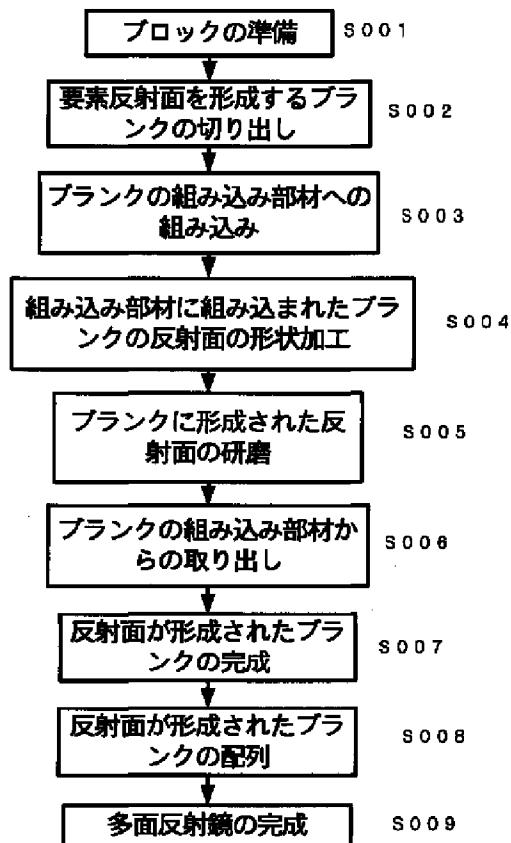 ブロックの準備
S001
要素反射面を形成するブラ
ンクの切り出し
S002
ブランクの組み込み部材への
組み込み
S003
組み込み部材に組み込まれたブラ
ンクの反射面の形状加工
S004
ブランクに形成された反
射面の研磨
S005
ブランクの組み込み部材か
らの取り出し
S006
反射面が形成されたブラ
ンクの完成
S007
反射面が形成されたブラ
ンクの配列
S008
多面反射鏡の完成
S009